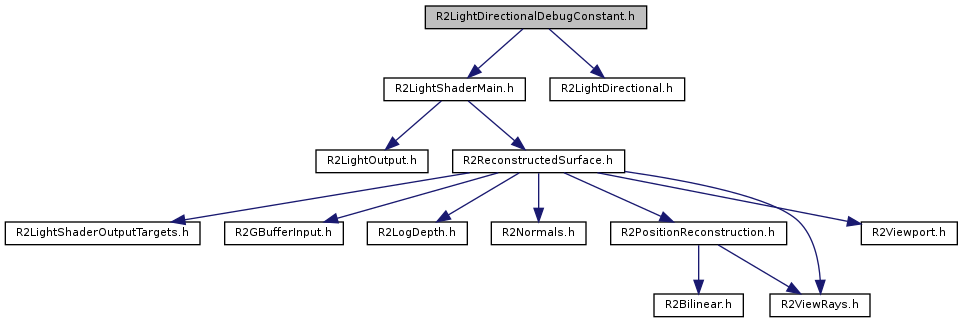 R2LightDirectionalDebugConstant.h
R2LightShaderMain.h
R2LightDirectional.h
R2LightOutput.h
R2ReconstructedSurface.h
R2LightShaderOutputTargets.h
R2GBufferInput.h
R2LogDepth.h
R2Normals.h
R2PositionReconstruction.h
R2Viewport.h
R2Bilinear.h
R2ViewRays.h